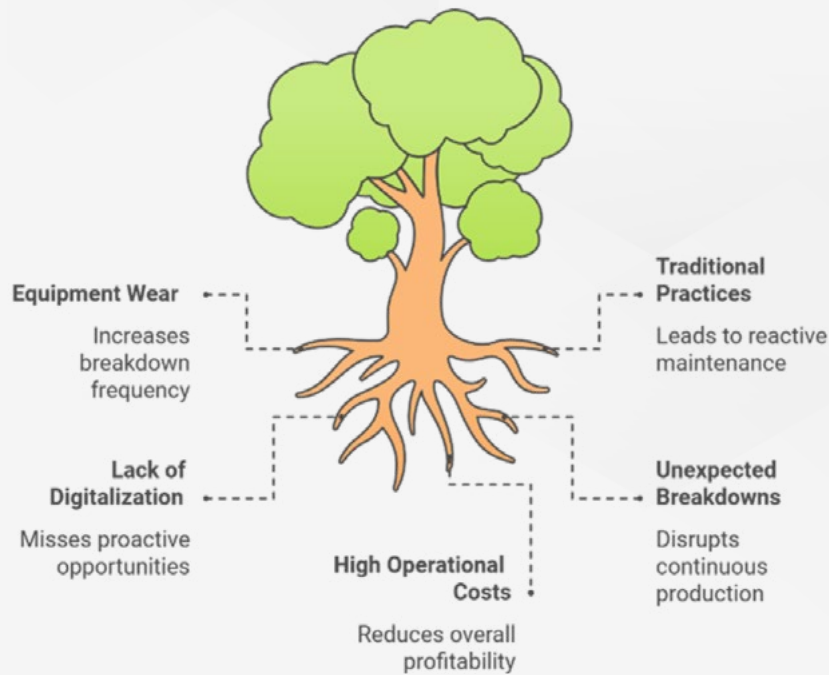 Equipment Wear
Increases
breakdown
frequency
Traditional
Practices
Leads to reactive
maintenance
Lack of
Digitalization
Misses proactive
opportunities
High Operational
Costs
Reduces overall
profitability
Unexpected
Breakdowns
Disrupts
continuous
production